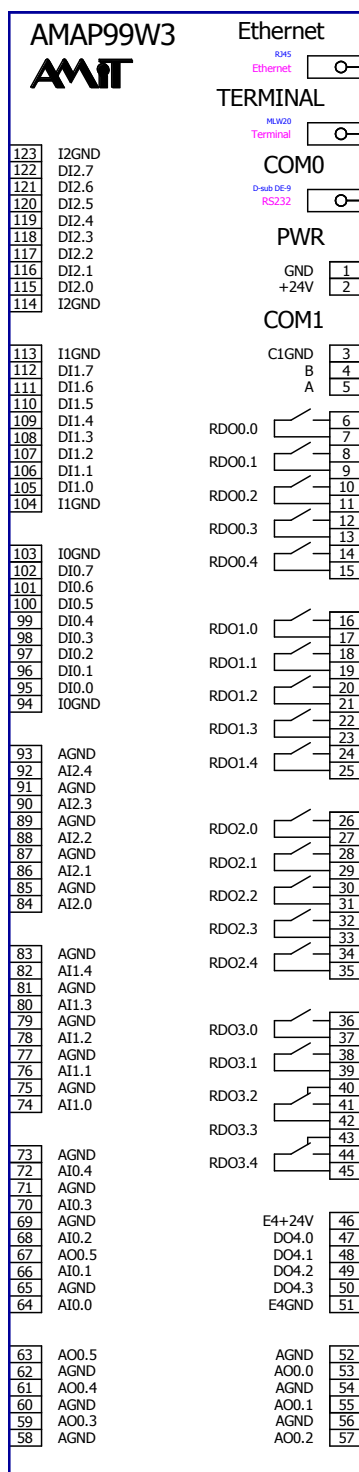 AMAP99W3
AMiT
123 I2GND
122 DI2.7
121 DI2.6
120 DI2.5
119 DI2.4
118 DI2.3
117 DI2.2
116 DI2.1
115 DI2.0
114 I2GND
113 I1GND
112 DI1.7
111 DI1.6
110 DI1.5
109 DI1.4
108 DI1.3
107 DI1.2
106 DI1.1
105 DI1.0
104 I1GND
103 I0GND
102 DI0.7
101 DI0.6
100 DI0.5
99 DI0.4
98 DI0.3
97 DI0.2
96 DI0.1
95 DI0.0
94 I0GND
93 AGND
92 AI2.4
91 AGND
90 AI2.3
89 AGND
88 AI2.2
87 AGND
86 AI2.1
85 AGND
84 AI2.0
83 AGND
82 AI1.4
81 AGND
80 AI1.3
79 AGND
78 AI1.2
77 AGND
76 AI1.1
75 AGND
74 AI1.0
73 AGND
72 AI0.4
71 AGND
70 AI0.3
69 AGND
68 AI0.2
67 AO0.5
66 AI0.1
65 AGND
64 AI0.0
63 AO0.5
62 AGND
61 AO0.4
60 AGND
59 AO0.3
58 AGND
Ethernet
RJ45
Ethernet
TERMINAL
MLW20
Terminal
COM0
D-sub DE-9
RS232
PWR
GND 1
+24V 2
COM1
C1GND 3
B 4
A 5
6
RDO0.0
7
8
RDO0.1
9
10
RDO0.2
11
12
RDO0.3
13
14
RDO0.4
15
16
RDO1.0
17
18
RDO1.1
19
20
RDO1.2
21
22
RDO1.3
23
24
RDO1.4
25
26
RDO2.0
27
28
RDO2.1
29
30
RDO2.2
31
32
RDO2.3
33
34
RDO2.4
35
36
RDO3.0
37
38
RDO3.1
39
40
RDO3.2
41
42
RDO3.3
43
44
RDO3.4
45
E4+24V 46
DO4.0 47
DO4.1 48
DO4.2 49
DO4.3 50
E4GND 51
AGND 52
AO0.0 53
AGND 54
AO0.1 55
AGND 56
AO0.2 57